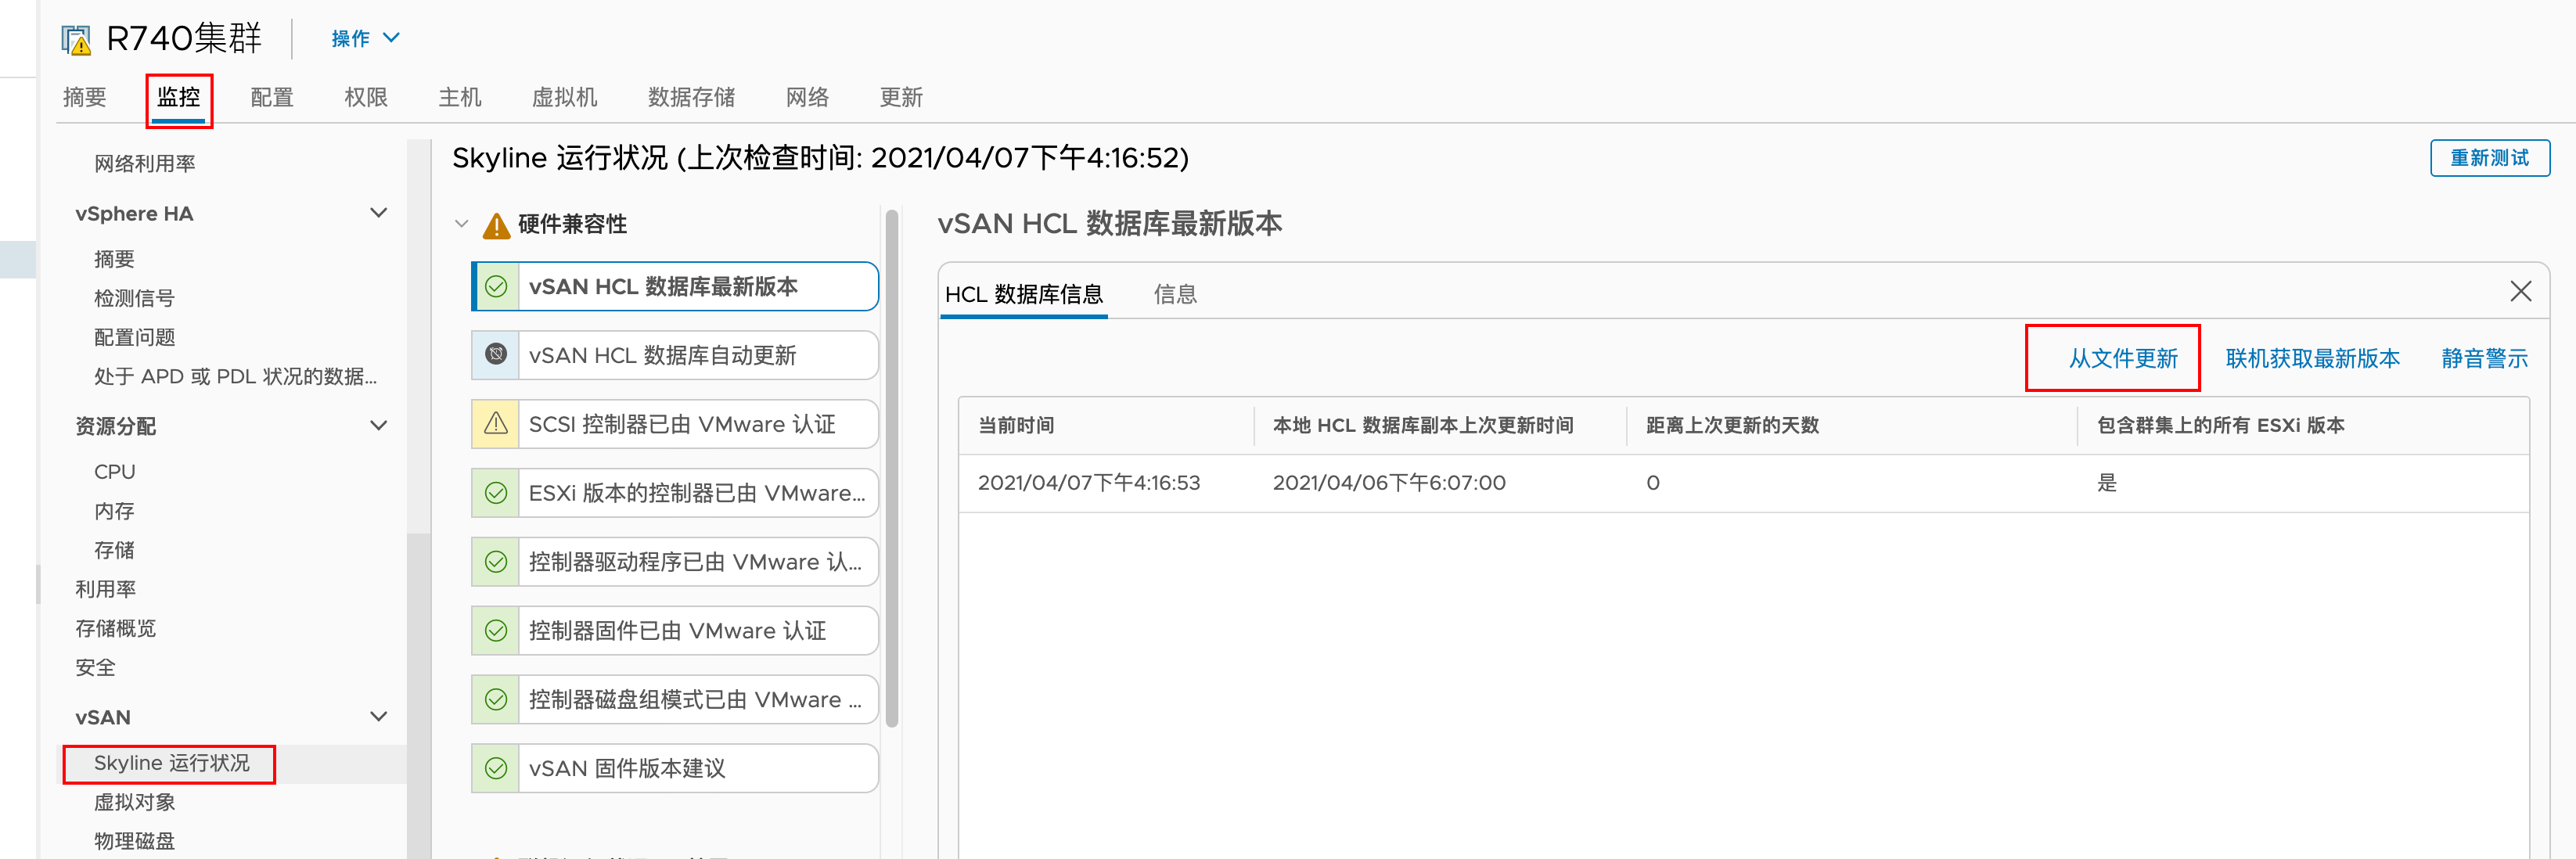 R740集群
操作
摘要 监控 配置 权限 主机 虚拟机 数据存储 网络 更新
网络利用率
vSphere HA
摘要
检测信号
配置问题
处于 APD 或 PDL 状况的数据...
资源分配
CPU
内存
存储
利用率
存储概览
安全
vSAN
Skyline 运行状况
虚拟对象
物理磁盘
Skyline 运行状况 (上次检查时间: 2021/04/07下午4:16:52)
重新测试
硬件兼容性
vSAN HCL 数据库最新版本
vSAN HCL 数据库自动更新
SCSI 控制器已由 VMware 认证
ESXi 版本的控制器已由 VMware...
控制器驱动程序已由 VMware 认...
控制器固件已由 VMware 认证
控制器磁盘组模式已由 VMware ...
vSAN 固件版本建议
vSAN HCL 数据库最新版本
HCL 数据库信息 信息
从文件更新 联机获取最新版本 静音警示
当前时间 本地 HCL 数据库副本上次更新时间 距离上次更新的天数 包含群集上的所有 ESXi 版本
2021/04/07下午4:16:53 2021/04/06下午6:07:00 0 是